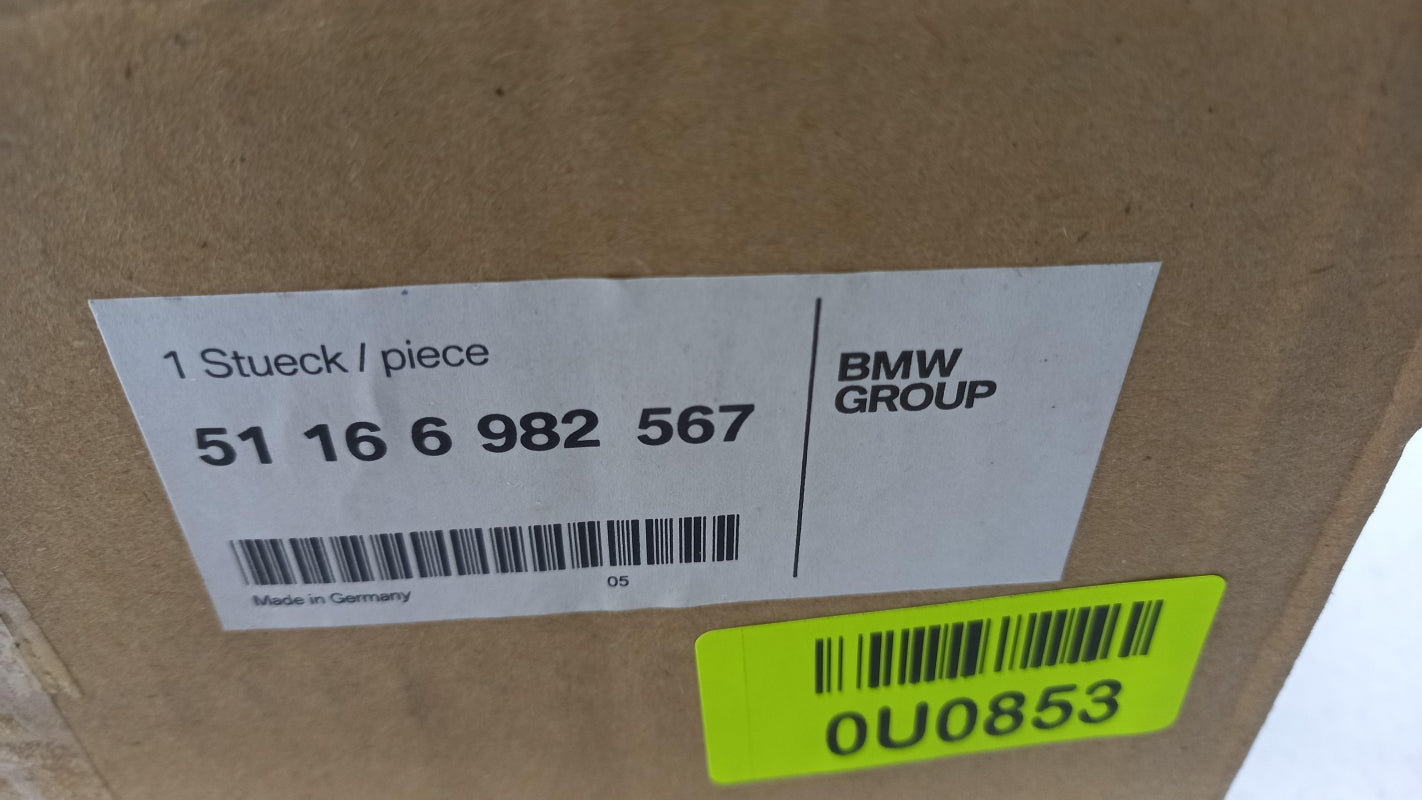 1 Stueck / piece
51 16 6 982 567
05
Made in Germany
BMW
GROUP
0U0853